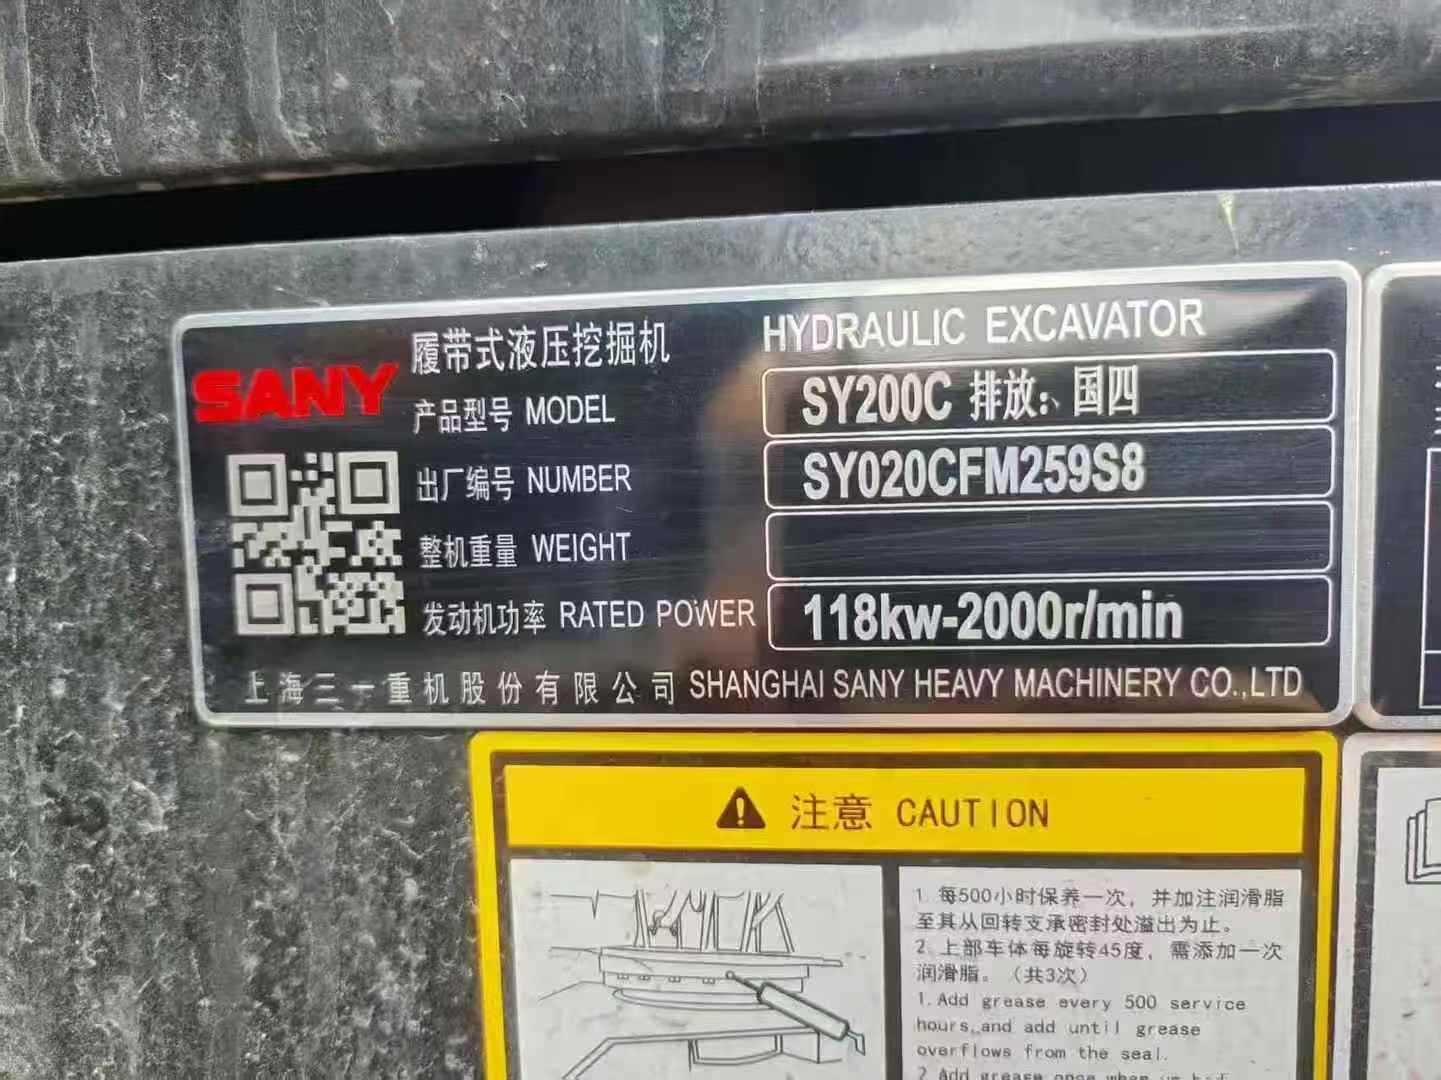 SANY
履带式液压挖掘机 HYDRAULIC EXCAVATOR
产品型号 MODEL SY200C 排放:、国四
出厂编号 NUMBER SY020CFM259S8
整机重量 WEIGHT
发动机功率 RATED POWER 118kw-2000r/min
上海三一重机股份有限公司 SHANGHAI SANY HEAVY MACHINERY CO.,LTD
注意 CAUTION
1. 每500小时保养一次，并加注润滑脂
至其从回转支承密封处溢出为止。
2. 上部车体每旋转45度，需添加一次
润滑脂。（共3次）
1. Add grease every 500 service
hours,and add until grease
overflows from the seal.
2 Add grease once when